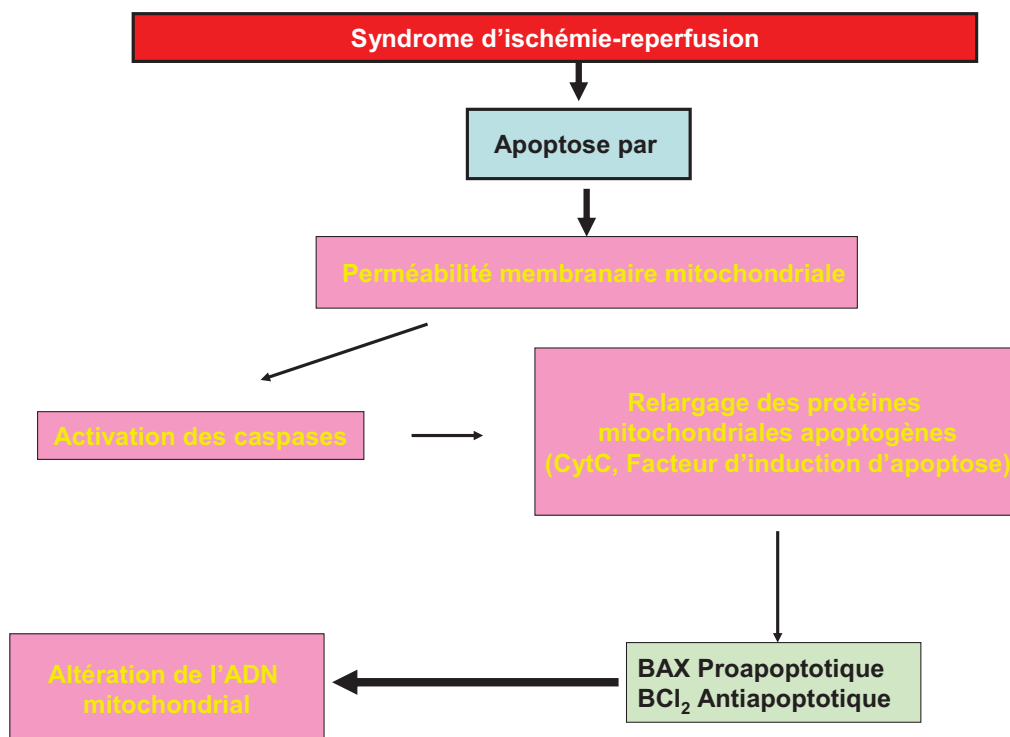 Syndrome d’ischémie-reperfusion
Apoptose par
Perméabilité membranaire mitochondriale
Activation des caspases
Relargage des protéines
mitochondriales apoptogènes
(CytC, Facteur d’induction d’apoptose)
BAX Proapoptotique
BCl₂ Antiapoptotique
Altération de l’ADN
mitochondrial